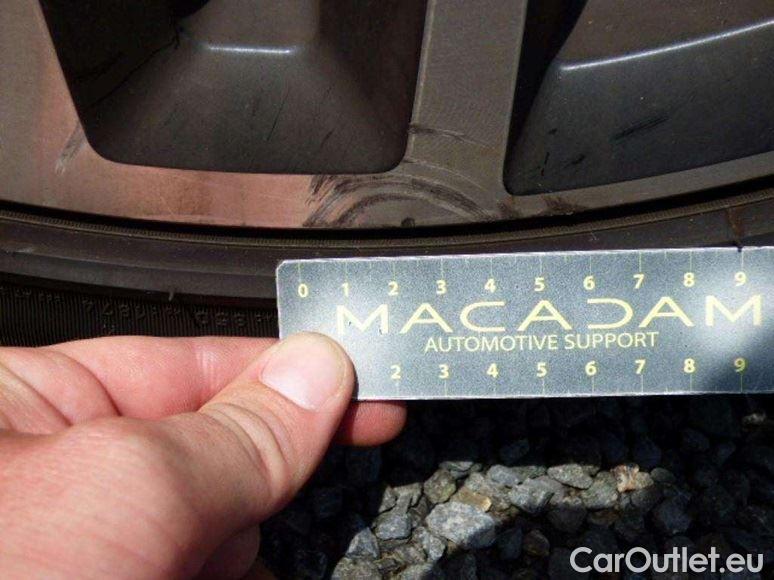 0 1 2 3 4 5 6 7 8 9
MACADAM
AUTOMOTIVE SUPPORT
2 3 4 5 6 7 8 9
CarOutlet.eu